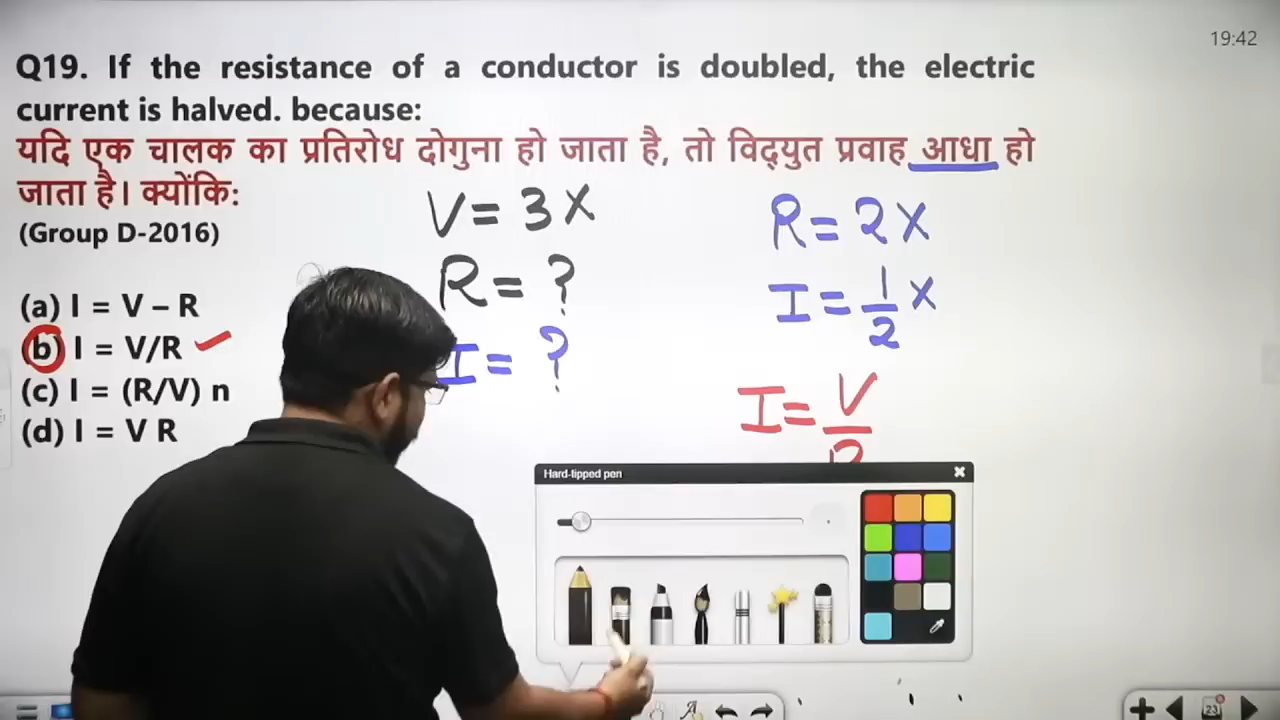 19:42
Q19. If the resistance of a conductor is doubled, the electric
current is halved. because:
यदि एक चालक का प्रतिरोध दोगुना हो जाता है, तो विद्युत प्रवाह आधा हो
जाता है। क्योंकि:
(Group D-2016)
(a) I = V – R
(b) I = V/R
(c) I = (R/V) n
(d) I = V R
V = 3x
R = ?
I = ?
R = 2x
I = 1/2 x
I = V/R
Hard-tipped pen
23